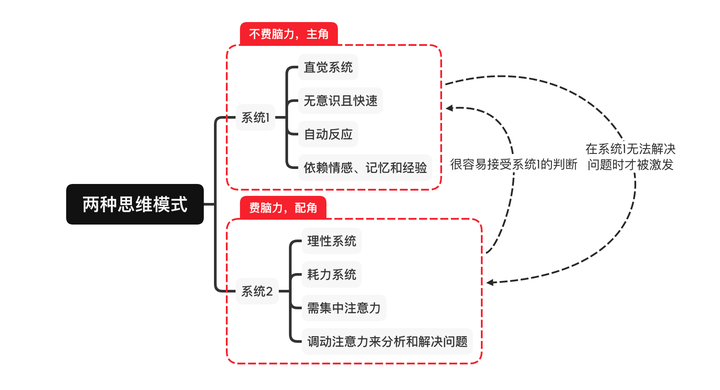 不费脑力，主角
直觉系统
无意识且快速
系统1
自动反应
依赖情感、记忆和经验
两种思维模式
费脑力，配角
理性系统
耗力系统
系统2
需集中注意力
调动注意力来分析和解决问题
很容易接受系统1的判断
在系统1无法解决
问题时才被激发